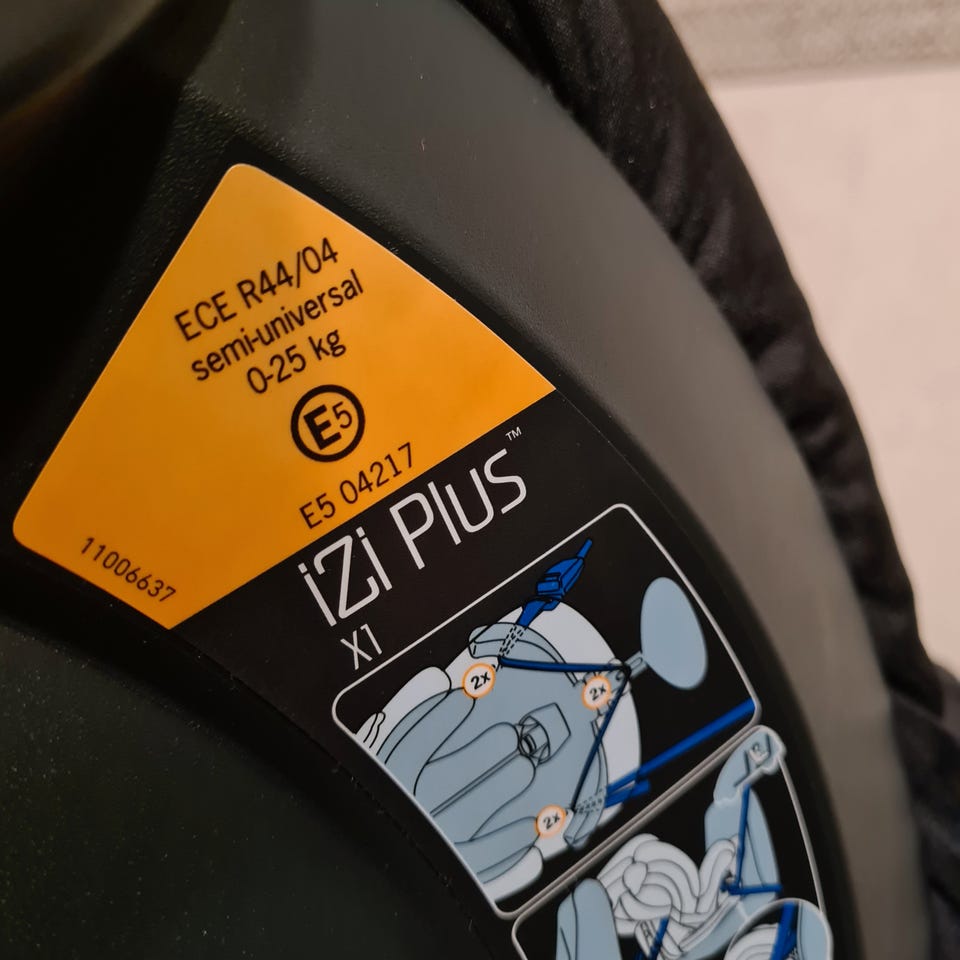 ECE R44/04
semi-universal
0-25 kg
E5
E5 04217
11006637
iZi Plus™
X1
2x
2x
2x